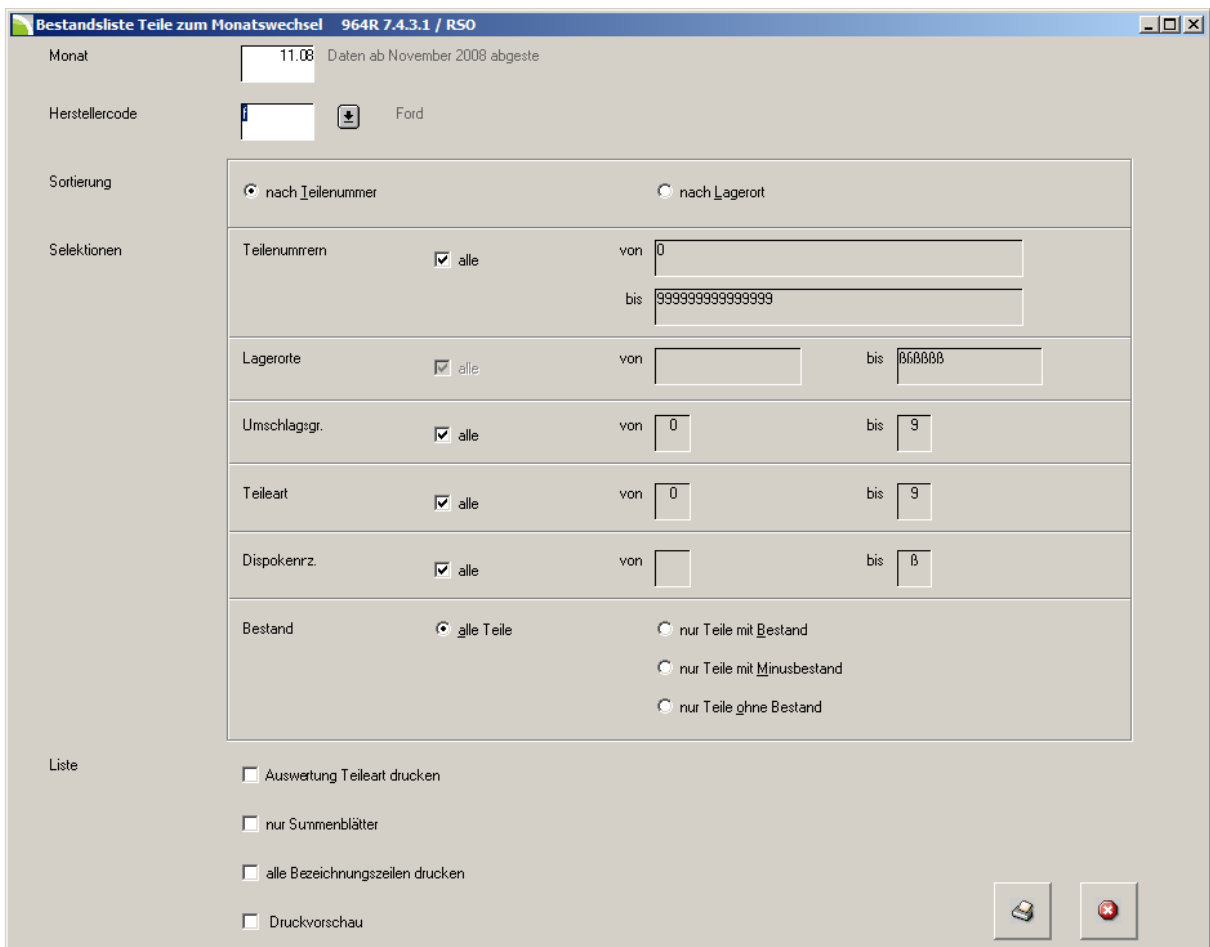 Bestandsliste Teile zum Monatswechsel 964R 7.4.3.1 / RS0
Monat 11.08 Daten ab November 2008 abgeste
Herstellercode f Ford
Sortierung nach Teilenummer nach Lagerort
Selektionen Teilenummern alle von 0
bis 999999999999999
Lagerorte alle von bis ßßßßßß
Umschlagsgr. alle von 0 bis 9
Teileart alle von 0 bis 9
Dispokenrz. alle von bis ß
Bestand alle Teile nur Teile mit Bestand
nur Teile mit Minusbestand
nur Teile ohne Bestand
Liste Auswertung Teileart drucken
nur Summenblätter
alle Bezeichnungszeilen drucken
Druckvorschau